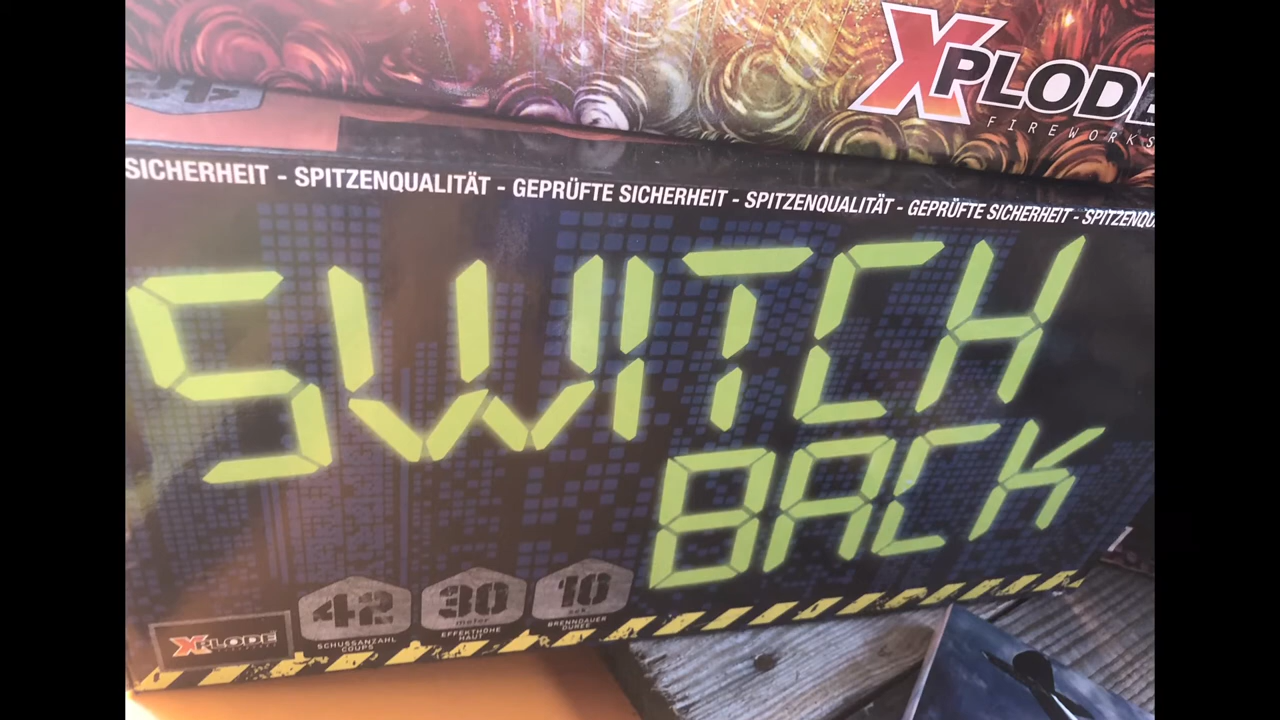 XPLODE
FIREWORKS
SICHERHEIT - SPITZENQUALITÄT - GEPRÜFTE SICHERHEIT - SPITZENQUALITÄT - GEPRÜFTE SICHERHEIT - SPITZENQU
SWITCH
BACK
42
SCHUSSANZAHL
COUPS
30
meter
EFFEKTHÖHE
HAUT
10
sek.
BRENNDAUER
DURÉE
XPLODE